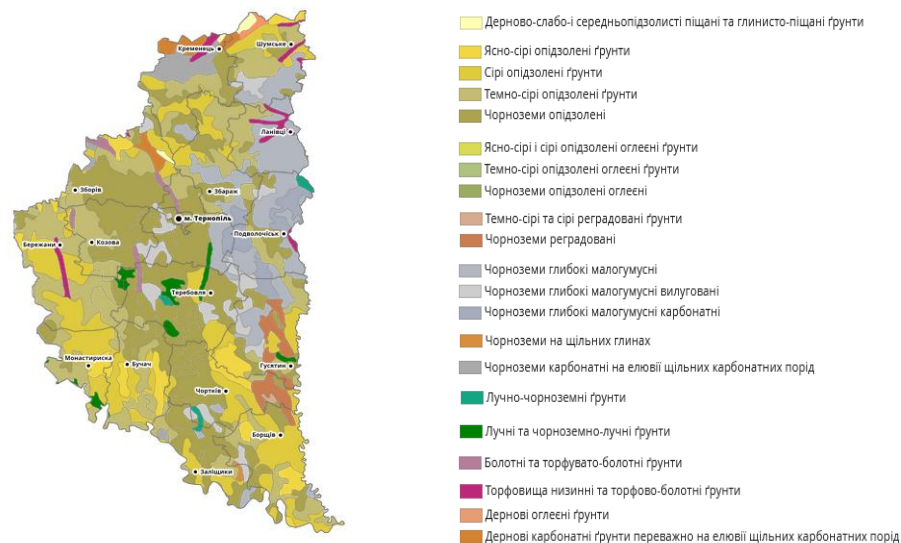 Кременець
Шумське
Ланівці
Зборів
Збараж
м. Тернопіль
Подволочіськ
Бережани
Козова
Теребовля
Монастириска
Бучач
Гусятин
Чортків
Борщів
Заліщики
Дерново-слабо-і середньопідзолисті піщані та глинисто-піщані ґрунти
Ясно-сірі опідзолені ґрунти
Сірі опідзолені ґрунти
Темно-сірі опідзолені ґрунти
Чорноземи опідзолені
Ясно-сірі і сірі опідзолені оглеєні ґрунти
Темно-сірі опідзолені оглеєні ґрунти
Чорноземи опідзолені оглеєні
Темно-сірі та сірі реградовані ґрунти
Чорноземи реградовані
Чорноземи глибокі малогумусні
Чорноземи глибокі малогумусні вилуговані
Чорноземи глибокі малогумусні карбонатні
Чорноземи на щільних глинах
Чорноземи карбонатні на елювії щільних карбонатних порід
Лучно-чорноземні ґрунти
Лучні та чорноземно-лучні ґрунти
Болотні та торфувато-болотні ґрунти
Торфовища низинні та торфово-болотні ґрунти
Дернові оглеєні ґрунти
Дернові карбонатні ґрунти переважно на елювії щільних карбонатних порід